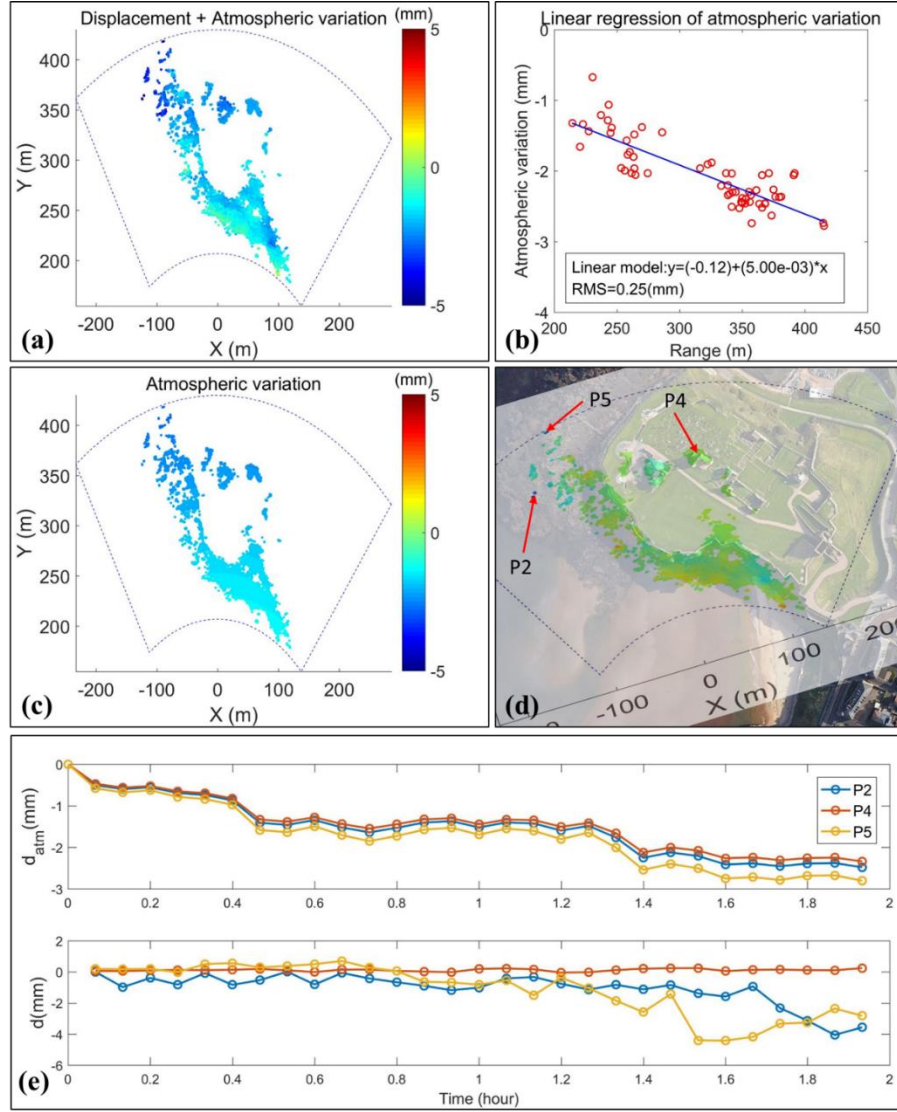 Displacement + Atmospheric variation (mm)
5
0
-5
400
350
300
250
200
Y (m)
-200 -100 0 100 200
X (m)
(a)
Linear regression of atmospheric variation
0
-1
-2
-3
-4
Atmospheric variation (mm)
Linear model:y=(-0.12)+(5.00e-03)*x
RMS=0.25(mm)
200 250 300 350 400 450
Range (m)
(b)
Atmospheric variation (mm)
5
0
-5
400
350
300
250
200
Y (m)
-200 -100 0 100 200
X (m)
(c)
P5
P4
P2
-100 0 100 200
X (m)
(d)
0
-1
-2
-3
d_atm(mm)
P2
P4
P5
0 0.2 0.4 0.6 0.8 1 1.2 1.4 1.6 1.8 2
2
0
-2
-4
-6
d(mm)
0 0.2 0.4 0.6 0.8 1 1.2 1.4 1.6 1.8 2
Time (hour)
(e)